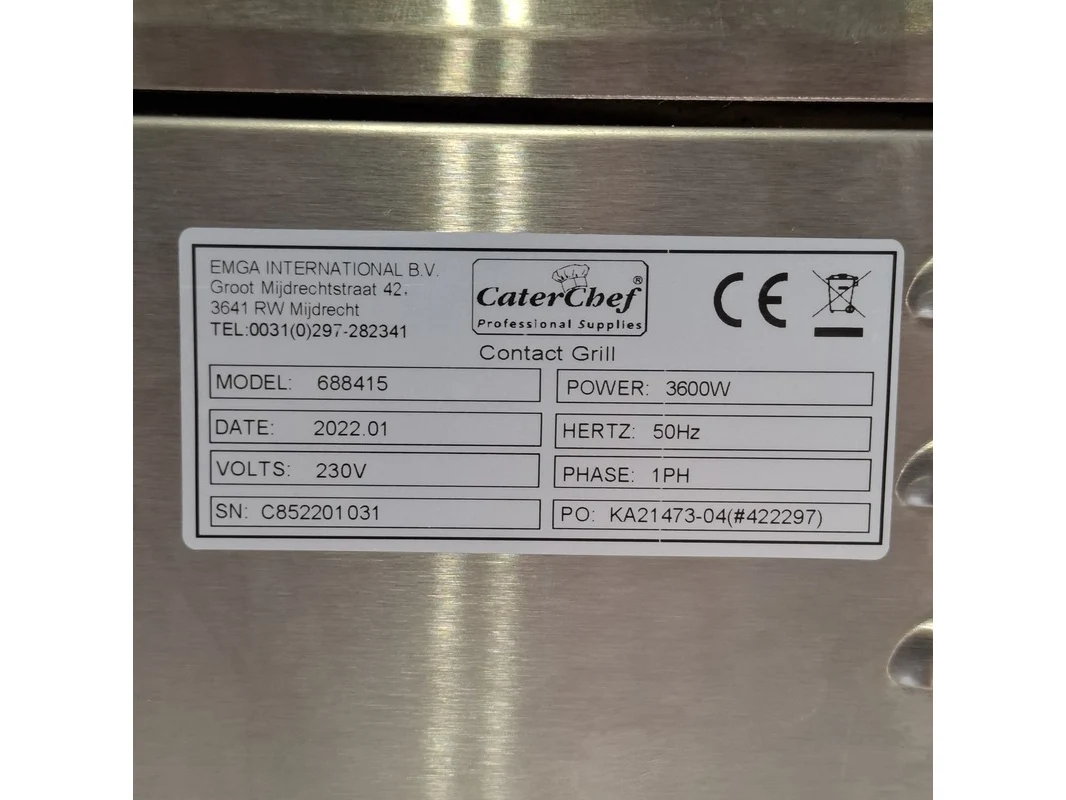 EMGA INTERNATIONAL B.V.
Groot Mijdrechtstraat 42,
3641 RW Mijdrecht
TEL:0031(0)297-282341
CaterChef®
Professional Supplies
CE
Contact Grill
MODEL: 688415
POWER: 3600W
DATE: 2022.01
HERTZ: 50Hz
VOLTS: 230V
PHASE: 1PH
SN: C852201031
PO: KA21473-04(#422297)